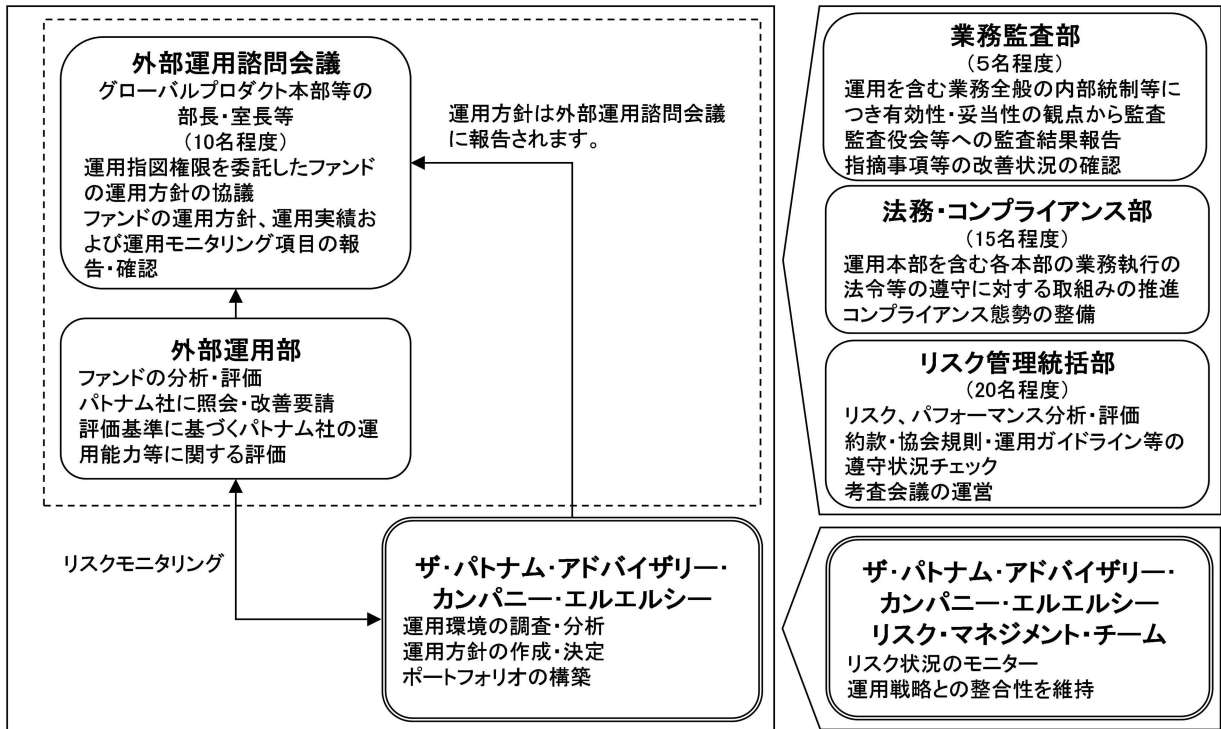 外部運用諮問会議
グローバルプロダクト本部等の
部長・室長等
（10名程度）
運用指図権限を委託したファンド
の運用方針の協議
ファンドの運用方針、運用実績お
よび運用モニタリング項目の報
告・確認
運用方針は外部運用諮問会議
に報告されます。
外部運用部
ファンドの分析・評価
パトナム社に照会・改善要請
評価基準に基づくパトナム社の運
用能力等に関する評価
リスクモニタリング
ザ・パトナム・アドバイザリー・
カンパニー・エルエルシー
運用環境の調査・分析
運用方針の作成・決定
ポートフォリオの構築
業務監査部
（５名程度）
運用を含む業務全般の内部統制等に
つき有効性・妥当性の観点から監査
監査役会等への監査結果報告
指摘事項等の改善状況の確認
法務・コンプライアンス部
（15名程度）
運用本部を含む各本部の業務執行の
法令等の遵守に対する取組みの推進
コンプライアンス態勢の整備
リスク管理統括部
（20名程度）
リスク、パフォーマンス分析・評価
約款・協会規則・運用ガイドライン等の
遵守状況チェック
考査会議の運営
ザ・パトナム・アドバイザリー・
カンパニー・エルエルシー
リスク・マネジメント・チーム
リスク状況のモニター
運用戦略との整合性を維持